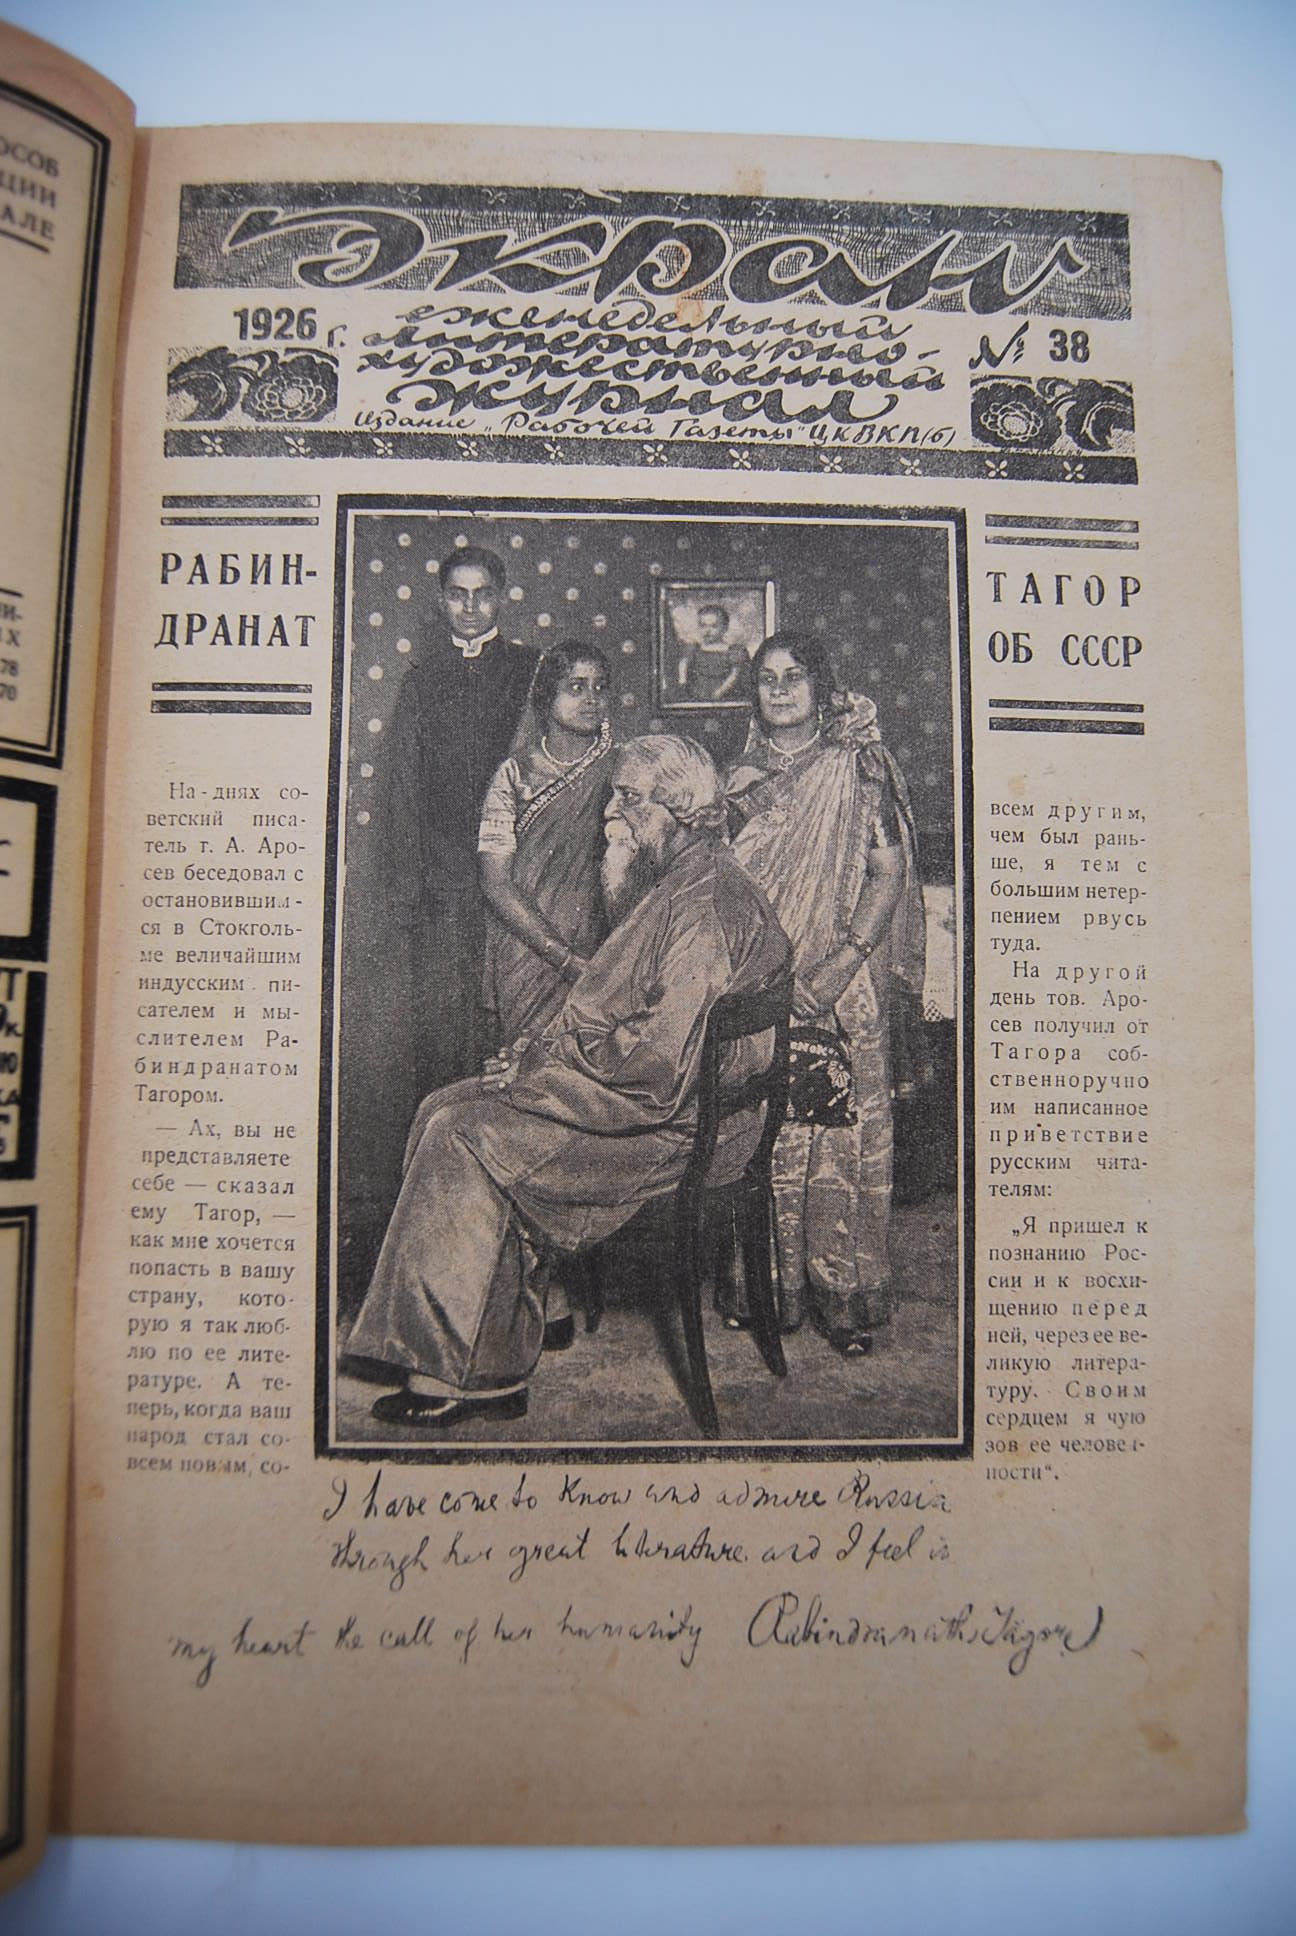 ОСОБ
ЦИИ
АЛЕ
78
70
Экран
1926 г.
еженедельный
литературно-
художественный
журнал
№ 38
Издание „Рабочей Газеты" ЦК ВКП(б)
РАБИН-
ДРАНАТ
ТАГОР
ОБ СССР
На-днях со-
ветский писа-
тель т. А. Аро-
сев беседовал с
остановившим-
ся в Стокголь-
ме величайшим
индусским пи-
сателем и мы-
слителем Ра-
биндранатом
Тагором.
— Ах, вы не
представляете
себе — сказал
ему Тагор, —
как мне хочется
попасть в вашу
страну, кото-
рую я так люб-
лю по ее лите-
ратуре. А те-
перь, когда ваш
народ стал со-
всем новым, со-
всем другим,
чем был рань-
ше, я тем с
большим нетер-
пением рвусь
туда.
На другой
день тов. Аро-
сев получил от
Тагора соб-
ственноручно
им написанное
приветствие
русским чита-
телям:
„Я пришел к
познанию Рос-
сии и к восхи-
щению перед
ней, через ее ве-
ликую литера-
туру. Своим
сердцем я чую
зов ее человеч-
ности".
I have come to know and admire Russia
through her great literature and I feel in
my heart the call of her humanity Rabindranath Tagore